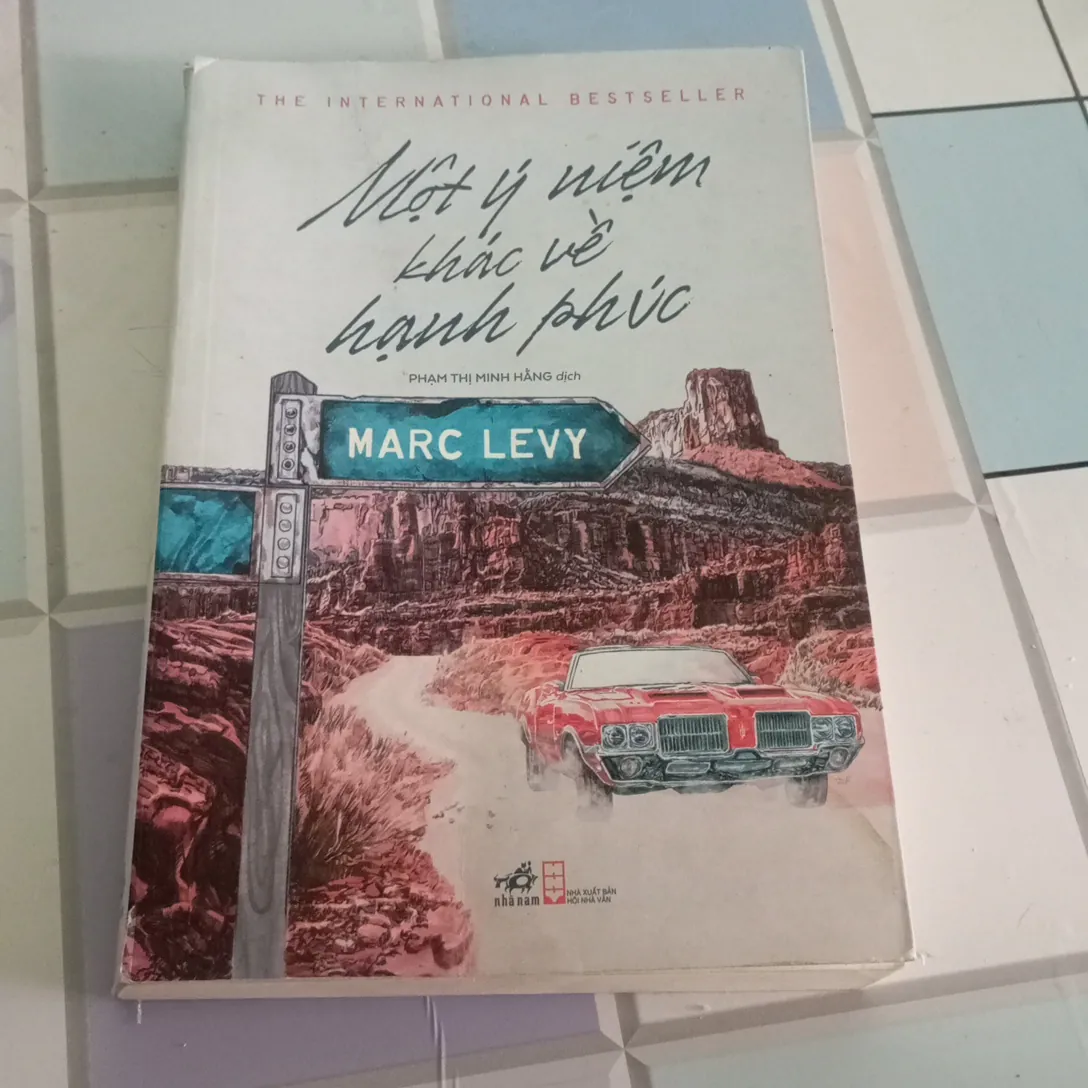 THE INTERNATIONAL BESTSELLER
Một ý niệm
khác về
hạnh phúc
PHẠM THỊ MINH HẰNG dịch
MARC LEVY
nhã nam
NHÀ XUẤT BẢN
HỘI NHÀ VĂN